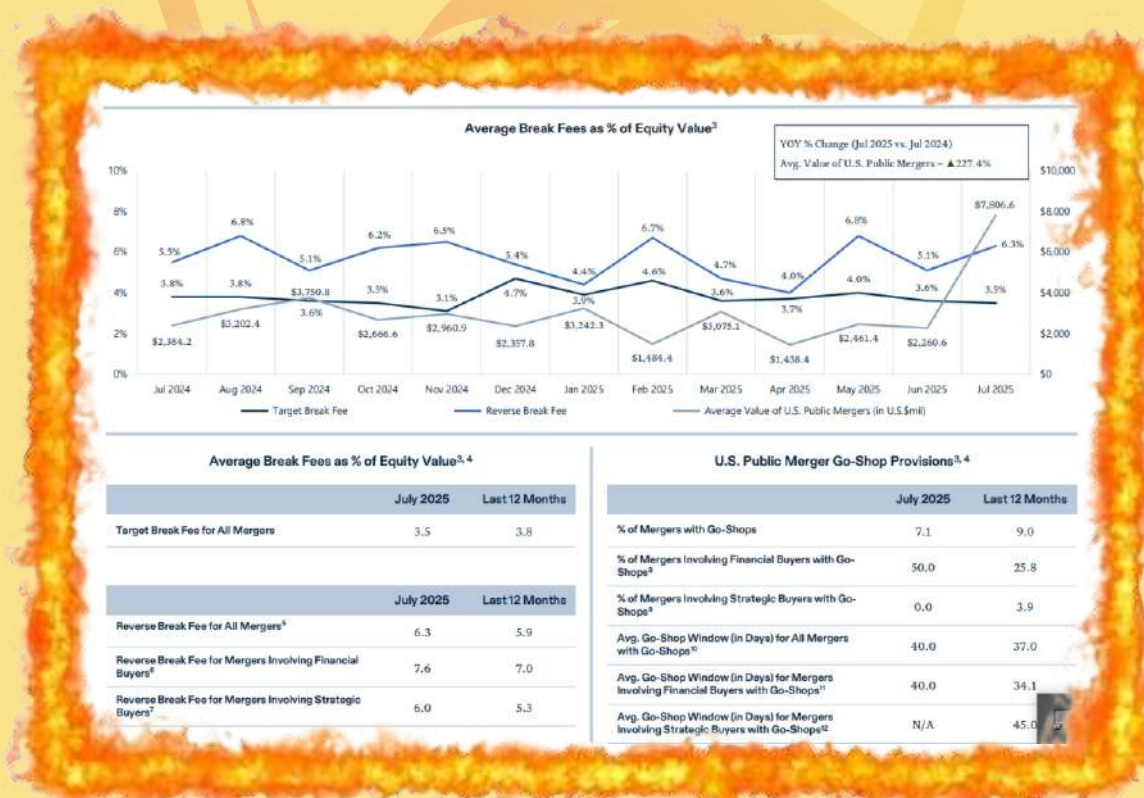 Average Break Fees as % of Equity Value³
YOY % Change (Jul 2025 vs. Jul 2024)
Avg. Value of U.S. Public Mergers – ▲227.4%
10% $10,000
$7,806.6
8% $8,000
6.8% 6.2% 6.5% 6.7% 6.8%
6% 5.5% 5.1% 5.4% 4.4% 4.7% 4.0% 5.1% 6.3% $6,000
3.8% 3.8% 3.5% 3.1% 4.6% 3.6% 4.0% 3.6% 3.5%
4% $3,750.8 4.7% 3.9% 3.7% $4,000
3.6%
$2,384.2 $3,202.4 $2,666.6 $2,960.9 $2,357.8 $3,242.3 $1,484.4 $3,075.1 $1,438.4 $2,461.4 $2,260.6
2% $2,000
0% $0
Jul 2024 Aug 2024 Sep 2024 Oct 2024 Nov 2024 Dec 2024 Jan 2025 Feb 2025 Mar 2025 Apr 2025 May 2025 Jun 2025 Jul 2025
Target Break Fee Reverse Break Fee Average Value of U.S. Public Mergers (in U.S.$mil)
Average Break Fees as % of Equity Value³,⁴
July 2025 Last 12 Months
Target Break Fee for All Mergers 3.5 3.8
July 2025 Last 12 Months
Reverse Break Fee for All Mergers⁵ 6.3 5.9
Reverse Break Fee for Mergers Involving Financial
Buyers⁶ 7.6 7.0
Reverse Break Fee for Mergers Involving Strategic
Buyers⁷ 6.0 5.3
U.S. Public Merger Go-Shop Provisions³,⁴
July 2025 Last 12 Months
% of Mergers with Go-Shops 7.1 9.0
% of Mergers Involving Financial Buyers with Go-
Shops⁸ 50.0 25.8
% of Mergers Involving Strategic Buyers with Go-
Shops⁹ 0.0 3.9
Avg. Go-Shop Window (in Days) for All Mergers
with Go-Shops¹⁰ 40.0 37.0
Avg. Go-Shop Window (in Days) for Mergers
Involving Financial Buyers with Go-Shops¹¹ 40.0 34.1
Avg. Go-Shop Window (in Days) for Mergers
Involving Strategic Buyers with Go-Shops¹² N/A 45.0